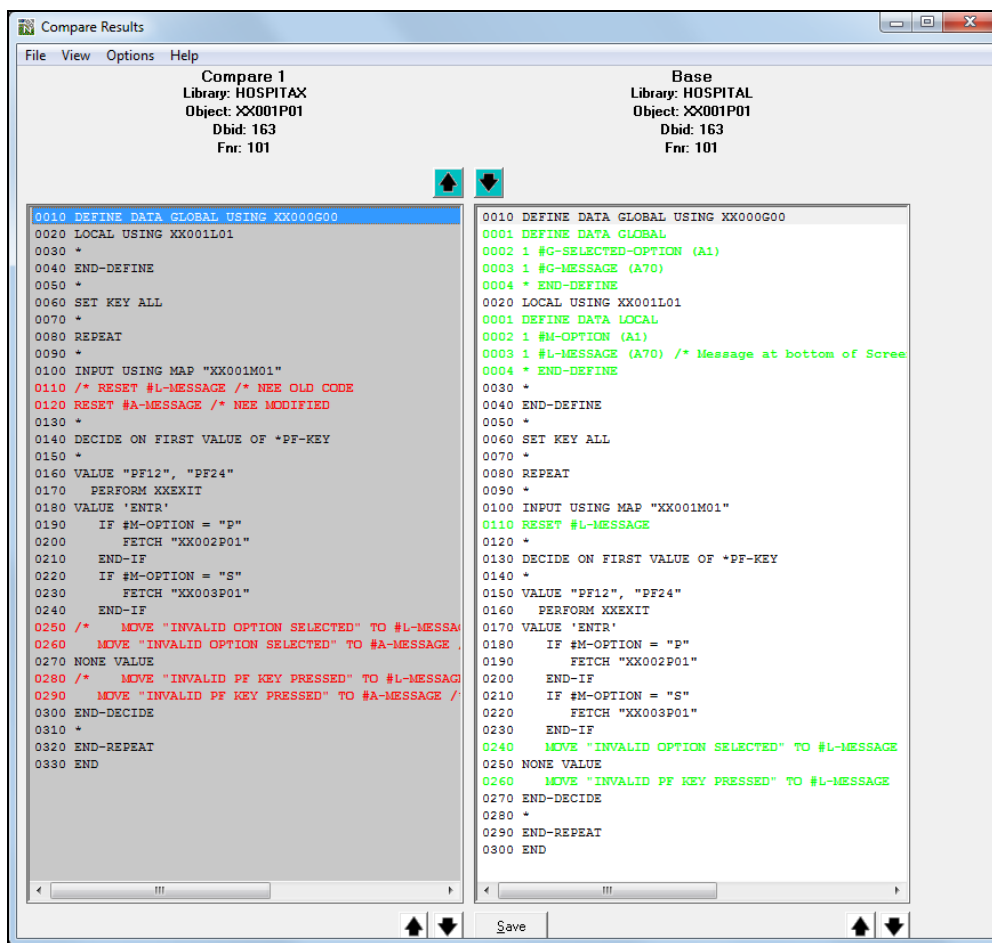 Compare Results
File View Options Help
Compare 1
Library: HOSPITAX
Object: XX001P01
Dbid: 163
Fnr: 101
Base
Library: HOSPITAL
Object: XX001P01
Dbid: 163
Fnr: 101
0010 DEFINE DATA GLOBAL USING XX000G00
0020 LOCAL USING XX001L01
0030 *
0040 END-DEFINE
0050 *
0060 SET KEY ALL
0070 *
0080 REPEAT
0090 *
0100 INPUT USING MAP "XX001M01"
0110 /* RESET #L-MESSAGE /* NEE OLD CODE
0120 RESET #A-MESSAGE /* NEE MODIFIED
0130 *
0140 DECIDE ON FIRST VALUE OF *PF-KEY
0150 *
0160 VALUE "PF12", "PF24"
0170 PERFORM XXEXIT
0180 VALUE 'ENTR'
0190 IF #M-OPTION = "P"
0200 FETCH "XX002P01"
0210 END-IF
0220 IF #M-OPTION = "S"
0230 FETCH "XX003P01"
0240 END-IF
0250 /* MOVE "INVALID OPTION SELECTED" TO #L-MESSA
0260 MOVE "INVALID OPTION SELECTED" TO #A-MESSAGE /
0270 NONE VALUE
0280 /* MOVE "INVALID PF KEY PRESSED" TO #L-MESSAG
0290 MOVE "INVALID PF KEY PRESSED" TO #A-MESSAGE /*
0300 END-DECIDE
0310 *
0320 END-REPEAT
0330 END
0010 DEFINE DATA GLOBAL USING XX000G00
0001 DEFINE DATA GLOBAL
0002 1 #G-SELECTED-OPTION (A1)
0003 1 #G-MESSAGE (A70)
0004 * END-DEFINE
0020 LOCAL USING XX001L01
0001 DEFINE DATA LOCAL
0002 1 #M-OPTION (A1)
0003 1 #L-MESSAGE (A70) /* Message at bottom of Scree
0004 * END-DEFINE
0030 *
0040 END-DEFINE
0050 *
0060 SET KEY ALL
0070 *
0080 REPEAT
0090 *
0100 INPUT USING MAP "XX001M01"
0110 RESET #L-MESSAGE
0120 *
0130 DECIDE ON FIRST VALUE OF *PF-KEY
0140 *
0150 VALUE "PF12", "PF24"
0160 PERFORM XXEXIT
0170 VALUE 'ENTR'
0180 IF #M-OPTION = "P"
0190 FETCH "XX002P01"
0200 END-IF
0210 IF #M-OPTION = "S"
0220 FETCH "XX003P01"
0230 END-IF
0240 MOVE "INVALID OPTION SELECTED" TO #L-MESSAGE
0250 NONE VALUE
0260 MOVE "INVALID PF KEY PRESSED" TO #L-MESSAGE
0270 END-DECIDE
0280 *
0290 END-REPEAT
0300 END
Save